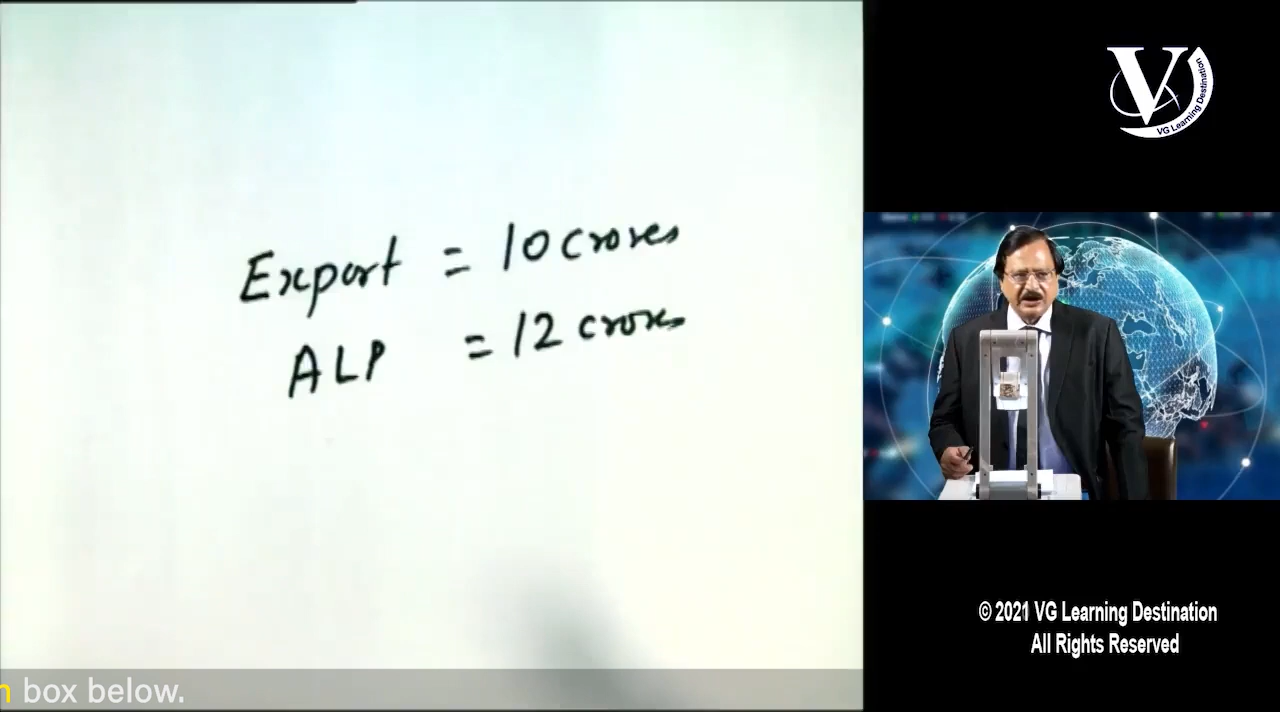 Export = 10 crores
ALP = 12 crores
V
VG Learning Destination
© 2021 VG Learning Destination
All Rights Reserved
box below.